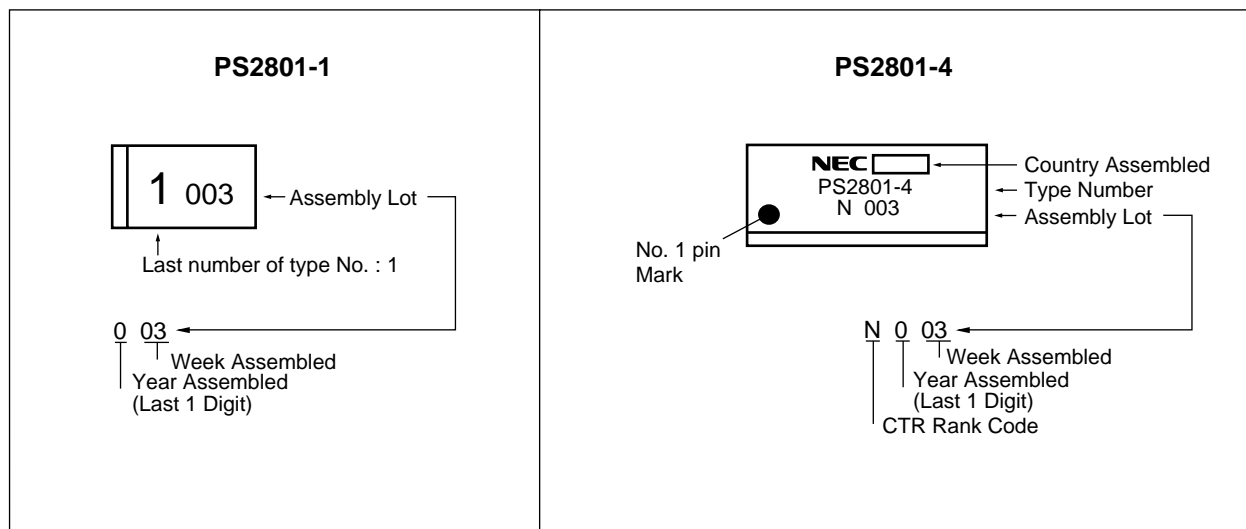 PS2801-1
1 003
Assembly Lot
Last number of type No. : 1
0 03
Week Assembled
Year Assembled
(Last 1 Digit)
PS2801-4
NEC
Country Assembled
PS2801-4
Type Number
N 003
Assembly Lot
No. 1 pin
Mark
N 0 03
Week Assembled
Year Assembled
(Last 1 Digit)
CTR Rank Code